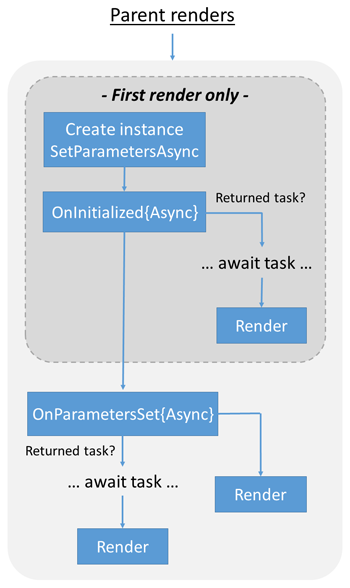 Parent renders
- First render only -
Create instance
SetParametersAsync
OnInitialized{Async}
Returned task?
... await task ...
Render
OnParametersSet{Async}
Returned task?
... await task ...
Render
Render